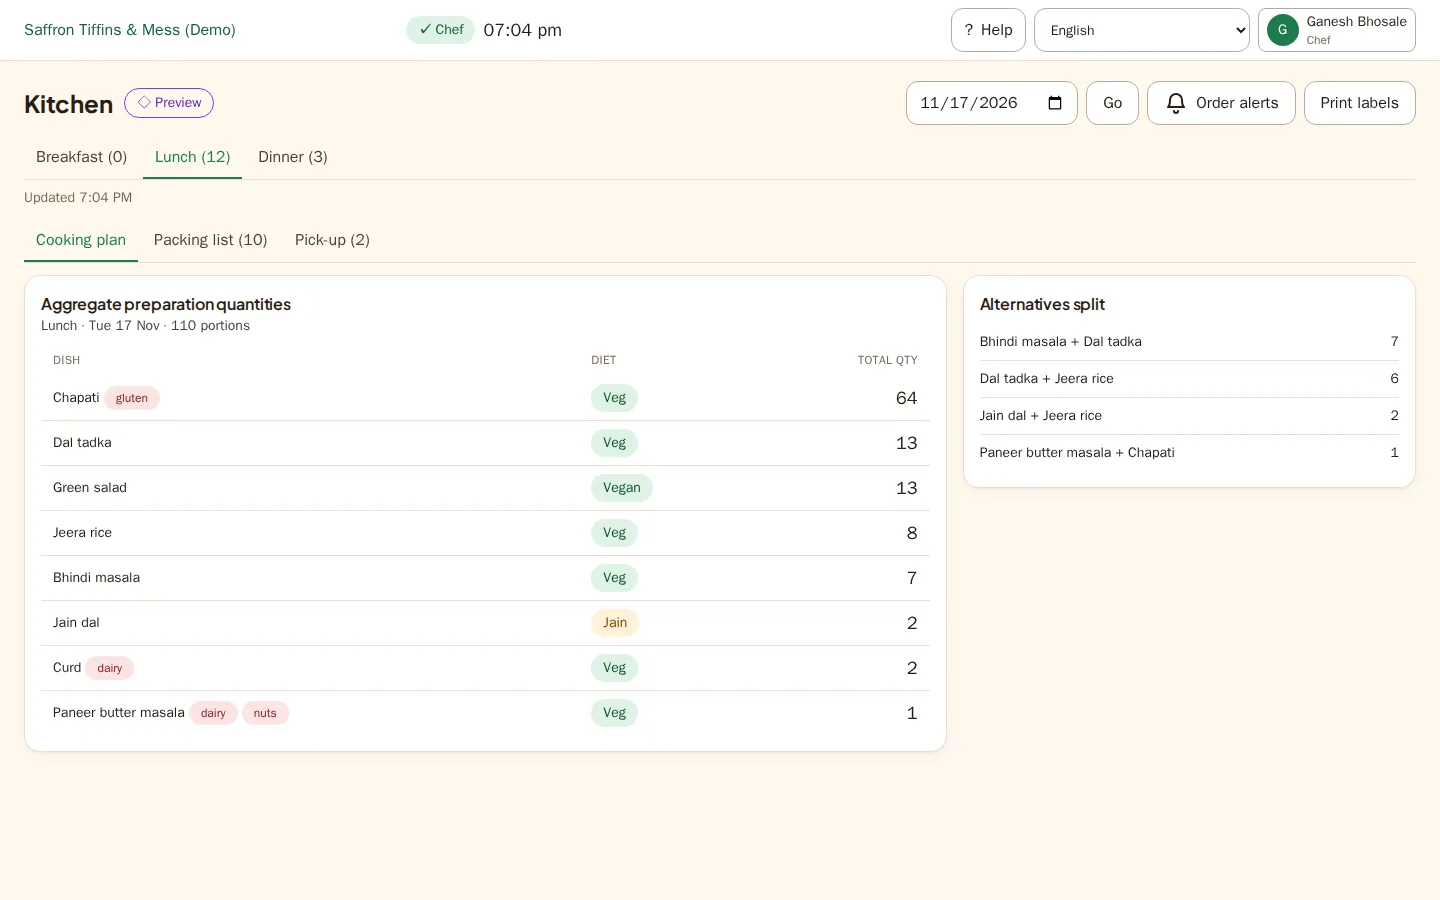 Saffron Tiffins & Mess (Demo)
✓ Chef 07:04 pm
? Help
English
G
Ganesh Bhosale
Chef
Kitchen
◇ Preview
11/17/2026
Go
Order alerts
Print labels
Breakfast (0)
Lunch (12)
Dinner (3)
Updated 7:04 PM
Cooking plan
Packing list (10)
Pick-up (2)
Aggregate preparation quantities
Lunch · Tue 17 Nov · 110 portions
DISH DIET TOTAL QTY
Chapati gluten Veg 64
Dal tadka Veg 13
Green salad Vegan 13
Jeera rice Veg 8
Bhindi masala Veg 7
Jain dal Jain 2
Curd dairy Veg 2
Paneer butter masala dairy nuts Veg 1
Alternatives split
Bhindi masala + Dal tadka 7
Dal tadka + Jeera rice 6
Jain dal + Jeera rice 2
Paneer butter masala + Chapati 1